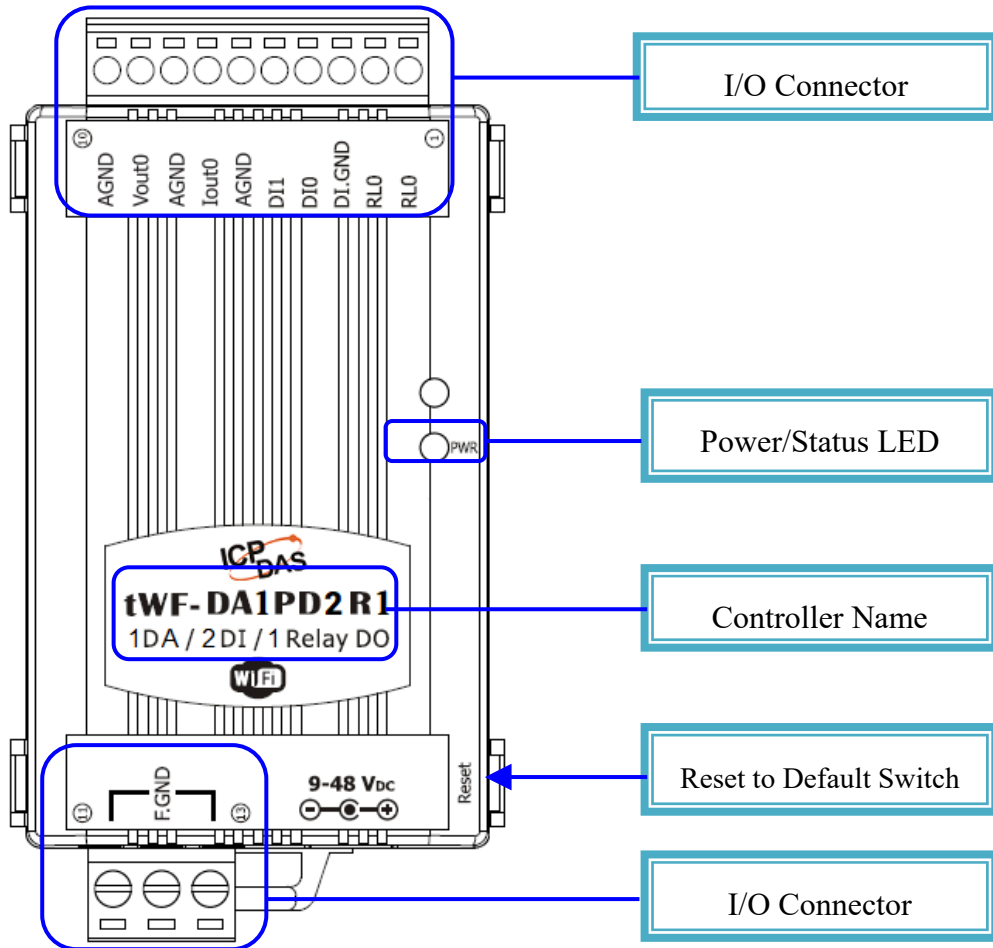 I/O Connector
10
1
AGND
Vout0
AGND
Iout0
AGND
DI1
DI0
DI.GND
RL0
RL0
PWR
Power/Status LED
ICP
DAS
tWF-DA1PD2R1
1DA / 2DI / 1 Relay DO
WiFi
Controller Name
11
F.GND
13
9-48 VDC
Reset
Reset to Default Switch
I/O Connector